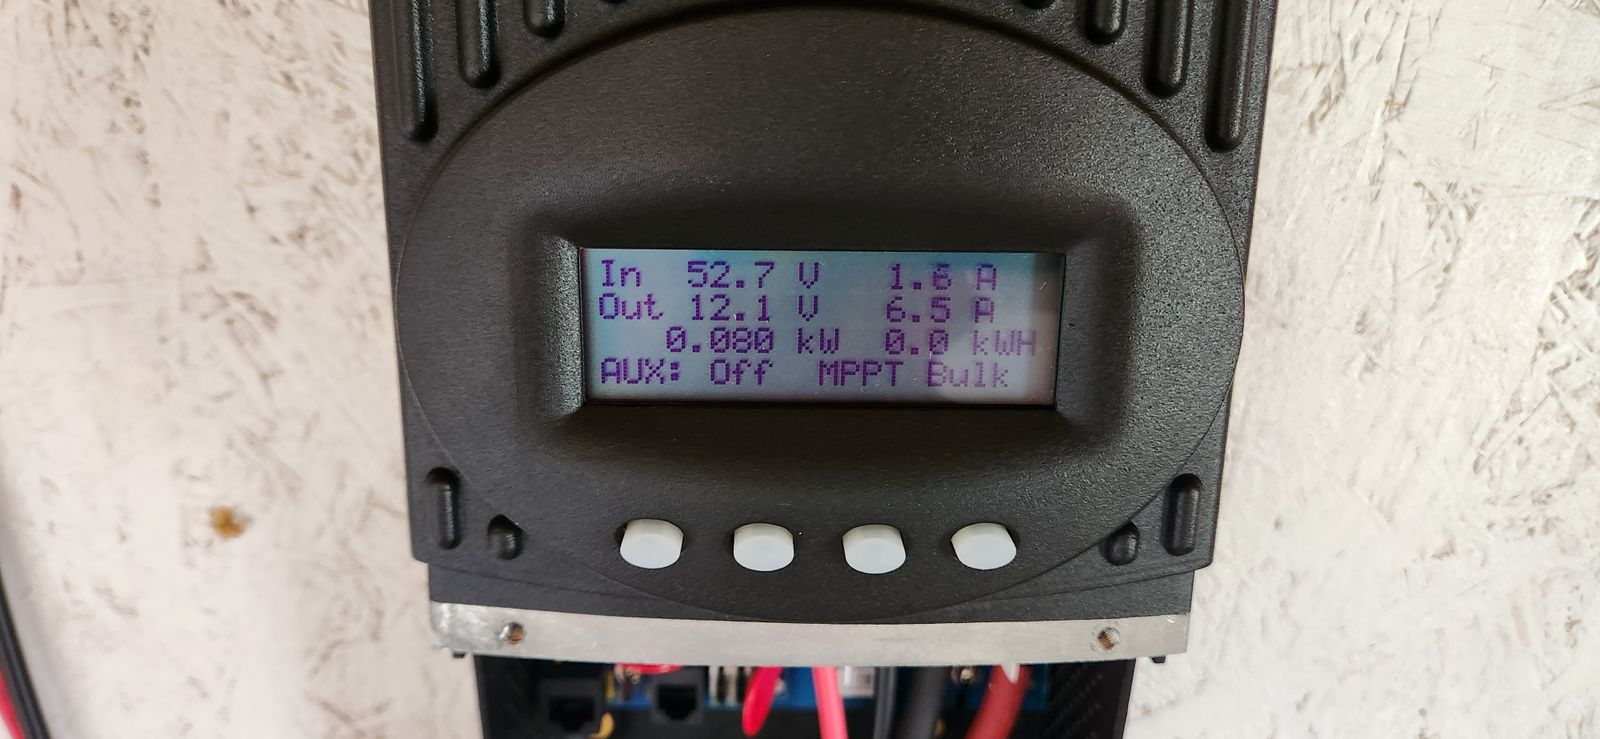 In 52.7 V 1.6 A
Out 12.1 V 6.5 A
0.080 kW 0.0 kWH
AUX: Off MPPT Bulk